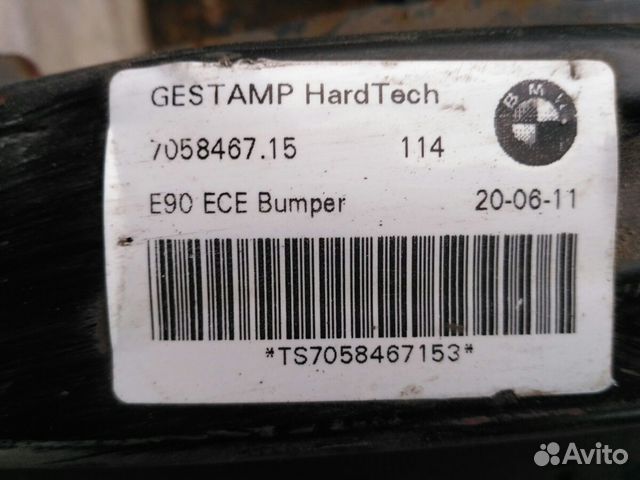 GESTAMP HardTech
BMW
7058467.15 114
E90 ECE Bumper 20-06-11
*TS7058467153*
Avito